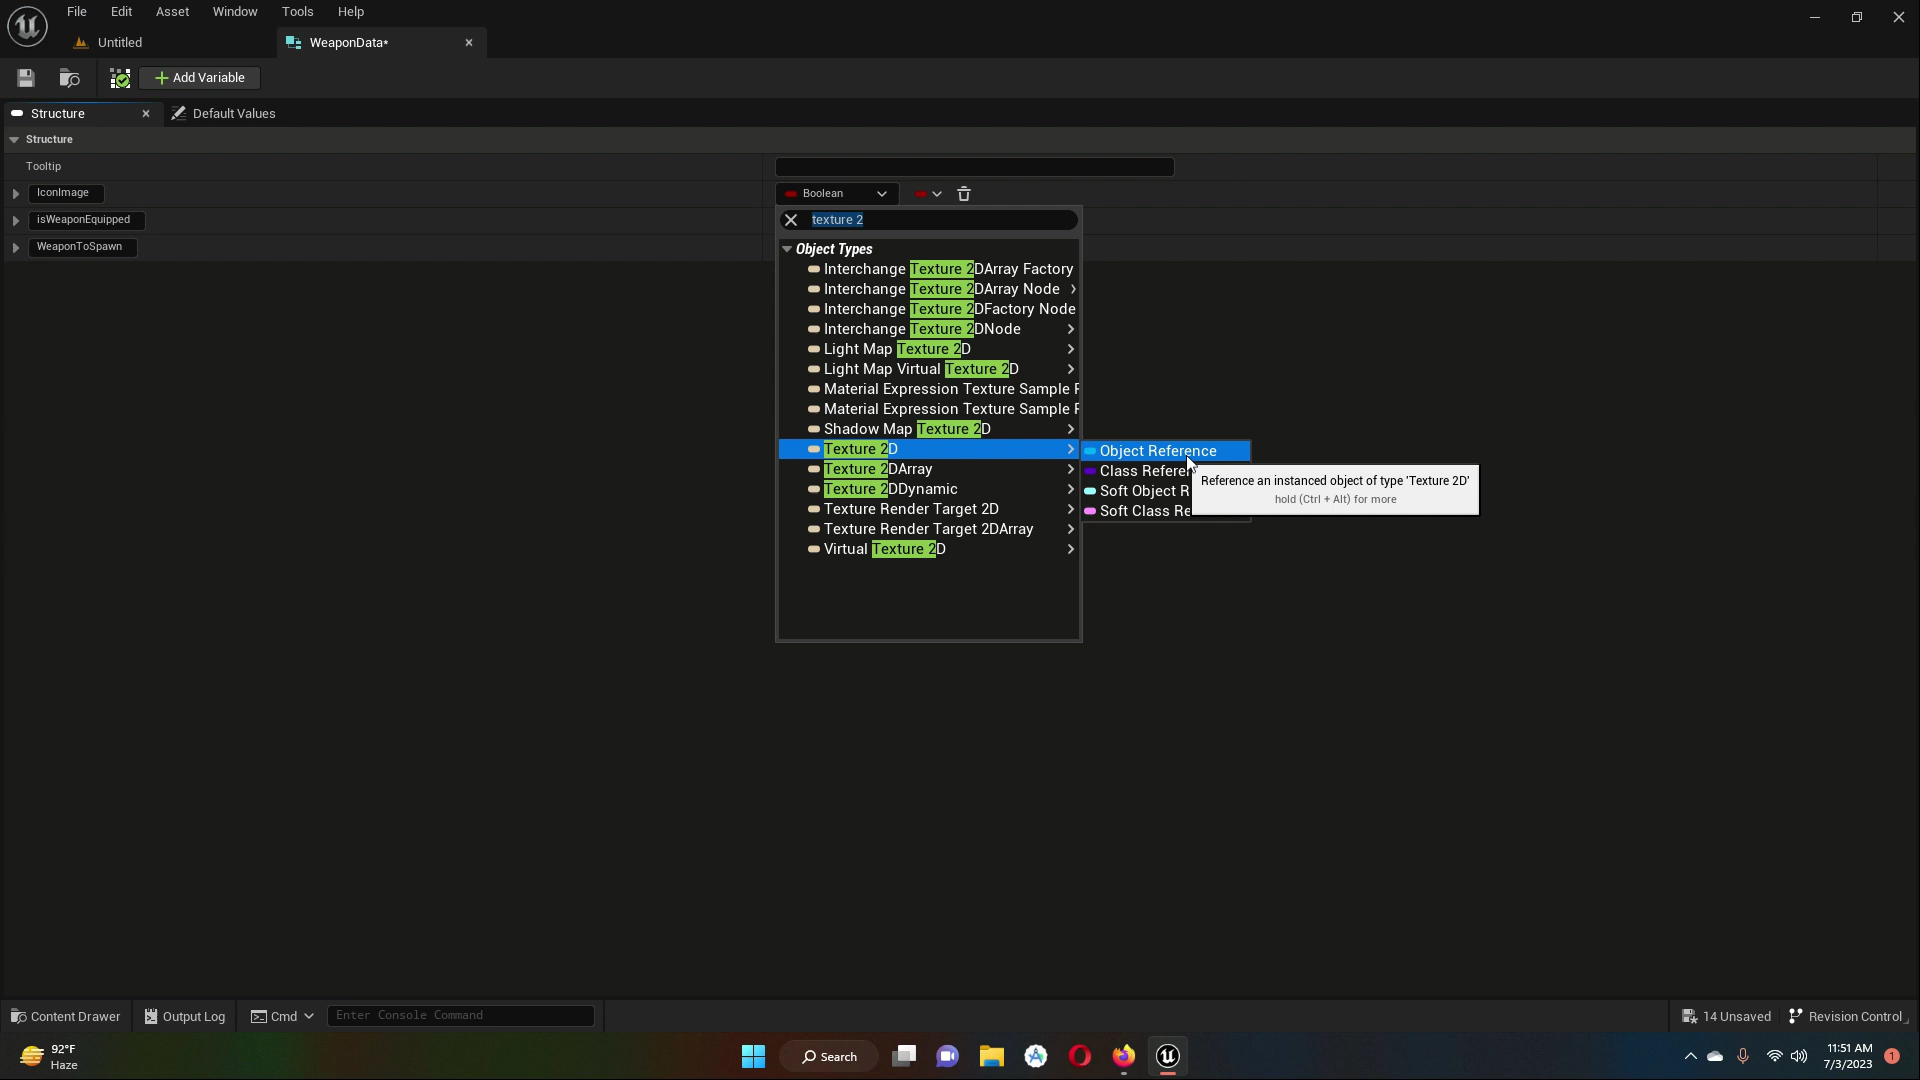 File Edit Asset Window Tools Help
Untitled
WeaponData*
Add Variable
Structure
Default Values
Structure
Tooltip
IconImage
Boolean
isWeaponEquipped
texture 2
WeaponToSpawn
Object Types
Interchange Texture 2DArray Factory
Interchange Texture 2DArray Node
Interchange Texture 2DFactory Node
Interchange Texture 2DNode
Light Map Texture 2D
Light Map Virtual Texture 2D
Material Expression Texture Sample
Material Expression Texture Sample
Shadow Map Texture 2D
Texture 2D
Object Reference
Texture 2DArray
Class Refere
Reference an instanced object of type 'Texture 2D'
Texture 2DDynamic
Soft Object R
hold (Ctrl + Alt) for more
Texture Render Target 2D
Soft Class Re
Texture Render Target 2DArray
Virtual Texture 2D
Content Drawer
Output Log
Cmd
Enter Console Command
14 Unsaved
Revision Control
92°F
Haze
Search
11:51 AM
7/3/2023
1